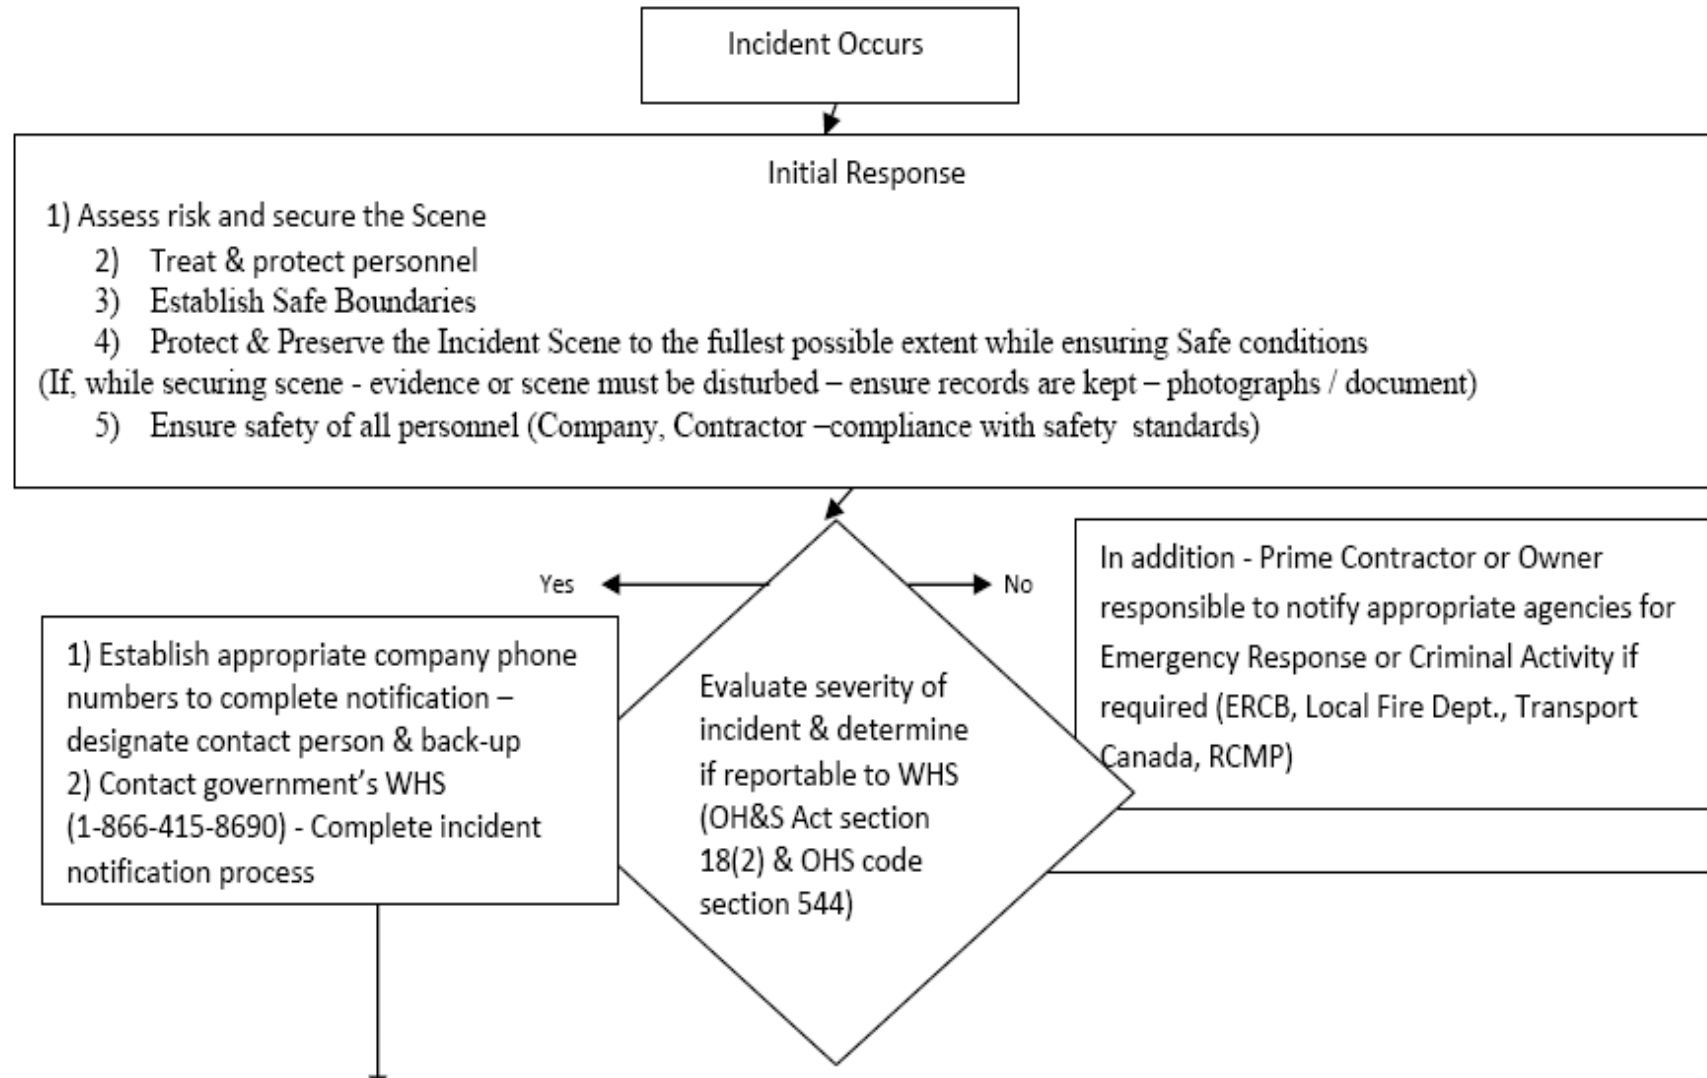 Incident Occurs
Initial Response
1) Assess risk and secure the Scene
2) Treat & protect personnel
3) Establish Safe Boundaries
4) Protect & Preserve the Incident Scene to the fullest possible extent while ensuring Safe conditions
(If, while securing scene - evidence or scene must be disturbed – ensure records are kept – photographs / document)
5) Ensure safety of all personnel (Company, Contractor –compliance with safety standards)
Yes
No
1) Establish appropriate company phone
numbers to complete notification –
designate contact person & back-up
2) Contact government’s WHS
(1-866-415-8690) - Complete incident
notification process
Evaluate severity of
incident & determine
if reportable to WHS
(OH&S Act section
18(2) & OHS code
section 544)
In addition - Prime Contractor or Owner
responsible to notify appropriate agencies for
Emergency Response or Criminal Activity if
required (ERCB, Local Fire Dept., Transport
Canada, RCMP)